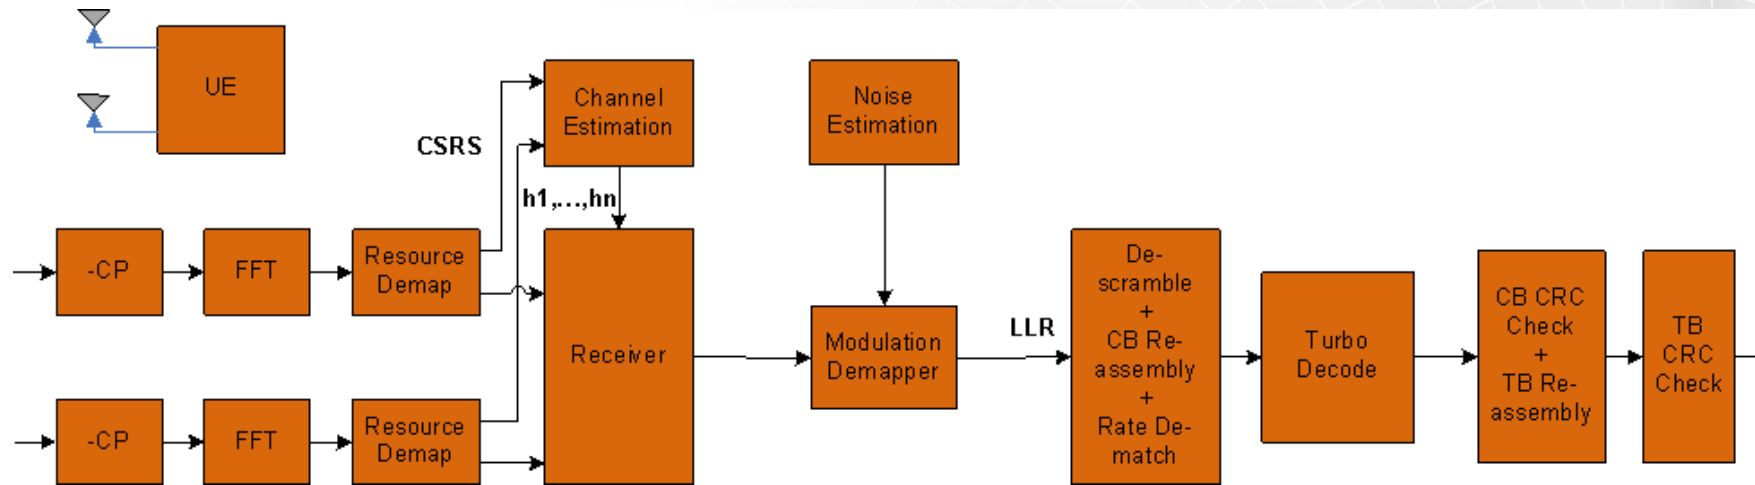 UE
Channel
Estimation
Noise
Estimation
CSRS
h1,...,hn
-CP
FFT
Resource
Demap
Receiver
Modulation
Demapper
LLR
De-
scramble
+
CB Re-
assembly
+
Rate De-
match
Turbo
Decode
CB CRC
Check
+
TB Re-
assembly
TB
CRC
Check
-CP
FFT
Resource
Demap